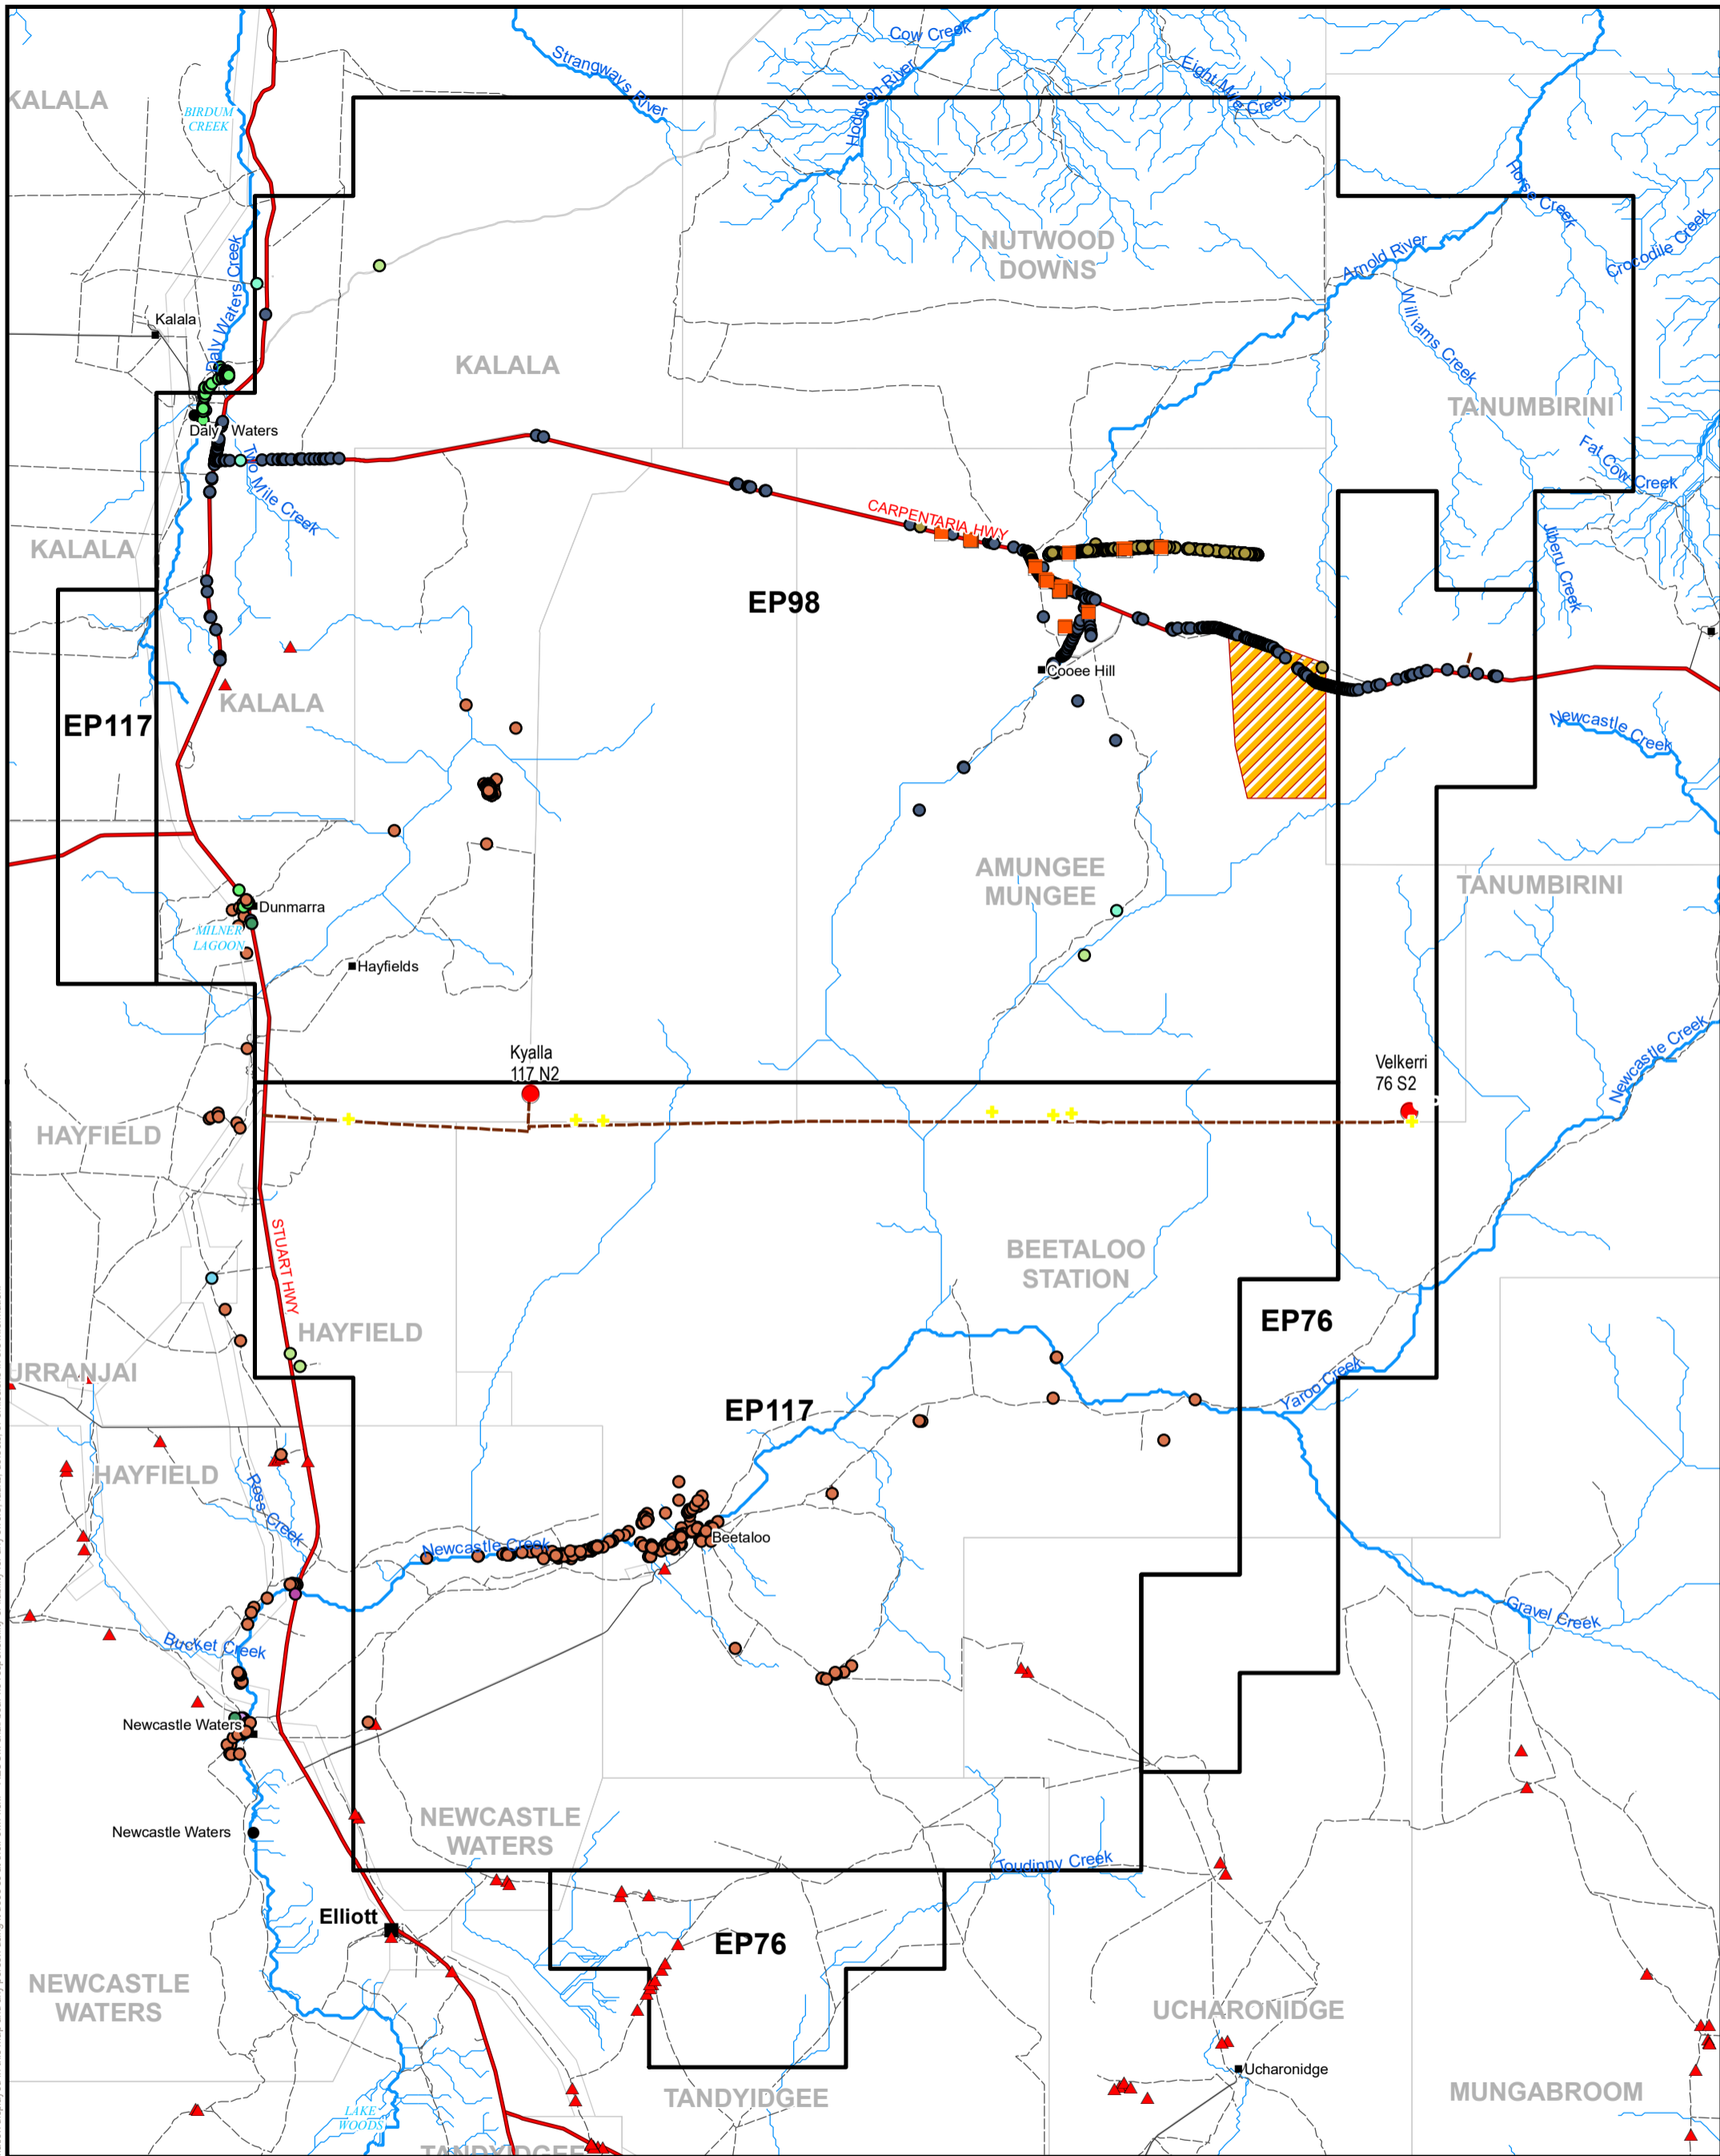 Cow Creek
Strangways River
Eight Mile Creek
Hodgson River
KALALA
BIRDUM
CREEK
Horse Creek
Crocodile Creek
NUTWOOD
DOWNS
Arnold River
Daly Waters Creek
Williams Creek
Kalala
KALALA
TANUMBIRINI
Daly Waters
Two Mile Creek
Fat Cow Creek
CARPENTARIA HWY
KALALA
Jiberu Creek
EP98
Cooee Hill
KALALA
EP117
Newcastle Creek
AMUNGEE
MUNGEE
TANUMBIRINI
Dunmarra
MILNER
LAGOON
Hayfields
Kyalla
117 N2
Velkerri
76 S2
Newcastle Creek
HAYFIELD
STUART HWY
BEETALOO
STATION
HAYFIELD
EP76
URRANJAI
Yaroo Creek
EP117
HAYFIELD
Ross Creek
Newcastle Creek
Beetaloo
Gravel Creek
Bucket Creek
Newcastle Waters
Newcastle Waters
NEWCASTLE
WATERS
Toudinny Creek
Elliott
EP76
NEWCASTLE
WATERS
UCHARONIDGE
Ucharonidge
TANDYIDGEE
MUNGABROOM
LAKE
WOODS
TANDYIDGEE